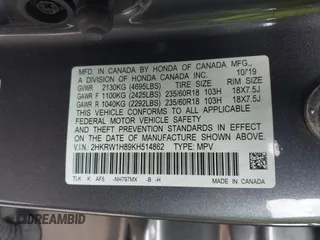 MFD. IN CANADA BY HONDA OF CANADA MFG.,
A DIVISION OF HONDA CANADA INC. 10/19
GVWR 2130KG (4695LBS) TIRE SIZE RIM SIZE
GAWR F 1100KG (2425LBS) 235/60R18 103H 18X7.5J
GAWR R 1040KG (2292LBS) 235/60R18 103H 18X7.5J
THIS VEHICLE CONFORMS TO ALL APPLICABLE
FEDERAL MOTOR VEHICLE SAFETY
STANDARDS IN EFFECT ON THE DATE
OF MANUFACTURE SHOWN ABOVE.
V.I.N.: 2HKRW1H89KH514862 TYPE: MPV
TLK K AF5 -NH797MX -B -H
MADE IN CANADA
DREAMBID